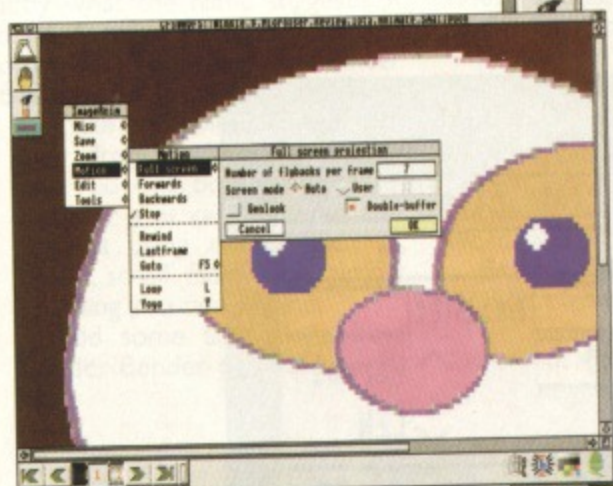 ImageAnim
Misc
Save
Zoom
Motion
Edit
Tools
Motion
Full screen
Forwards
Backwards
Stop
Rewind
Lastframe
Goto F5
Loop L
Yoyo Y
Full screen projection
Number of flybacks per frame 7
Screen mode Auto User
Genlock Double-buffer
Cancel OK